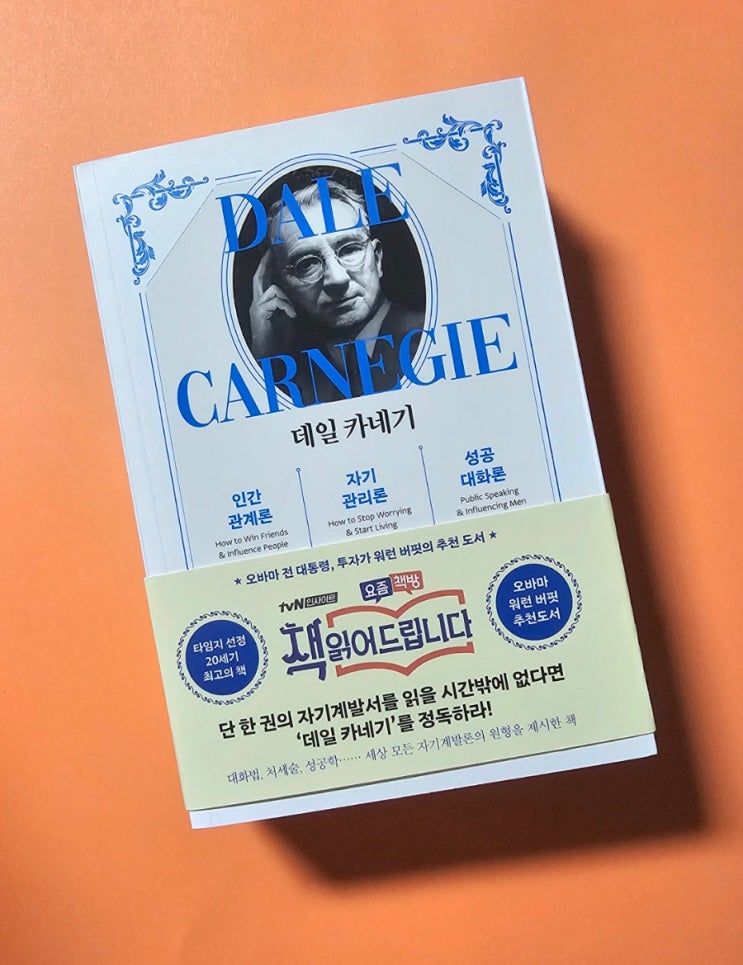 DALE
CARNEGIE
데일 카네기
인간
관계론
How to Win Friends
& Influence People
자기
관리론
How to Stop Worrying
& Start Living
성공
대화론
Public Speaking
& Influencing Men
★ 오바마 전 대통령, 투자가 워런 버핏의 추천 도서 ★
tvN 인사이트
요즘 책방
책 읽어드립니다
타임지 선정
20세기
최고의 책
오바마
워런 버핏
추천도서
단 한 권의 자기계발서를 읽을 시간밖에 없다면
‘데일 카네기’를 정독하라!
대화법, 처세술, 성공학…… 세상 모든 자기계발론의 원형을 제시한 책